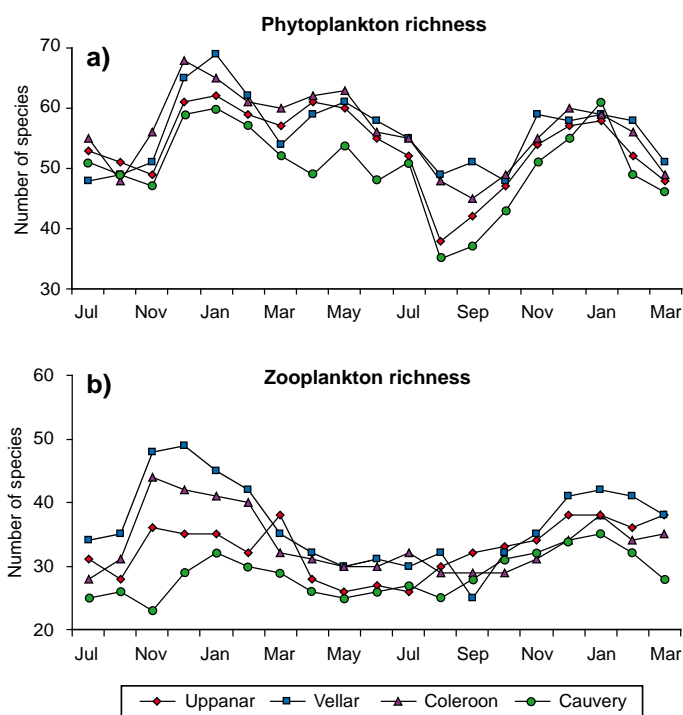 Phytoplankton richness
a)
Number of species
70
60
50
40
30
Jul Nov Jan Mar May Jul Sep Nov Jan Mar
Zooplankton richness
b)
Number of species
60
50
40
30
20
Jul Nov Jan Mar May Jul Sep Nov Jan Mar
Uppanar Vellar Coleroon Cauvery